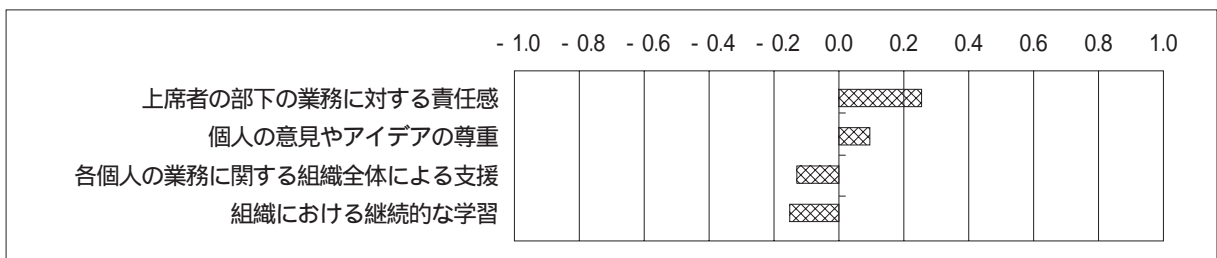 - 1.0 - 0.8 - 0.6 - 0.4 - 0.2 0.0 0.2 0.4 0.6 0.8 1.0
上席者の部下の業務に対する責任感
個人の意見やアイデアの尊重
各個人の業務に関する組織全体による支援
組織における継続的な学習